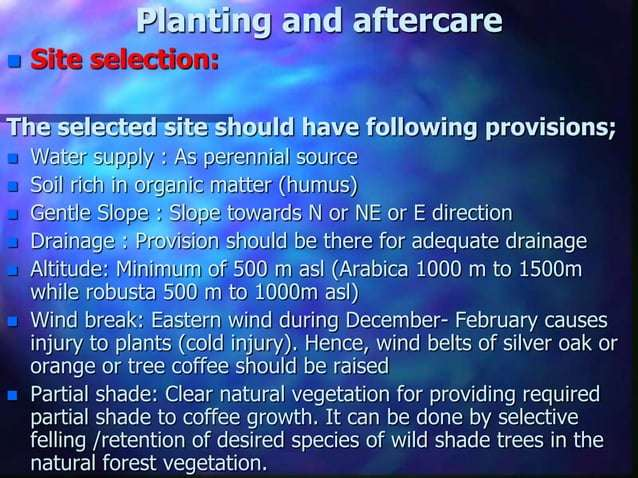 Planting and aftercare
Site selection:
The selected site should have following provisions;
Water supply : As perennial source
Soil rich in organic matter (humus)
Gentle Slope : Slope towards N or NE or E direction
Drainage : Provision should be there for adequate drainage
Altitude: Minimum of 500 m asl (Arabica 1000 m to 1500m
while robusta 500 m to 1000m asl)
Wind break: Eastern wind during December- February causes
injury to plants (cold injury). Hence, wind belts of silver oak or
orange or tree coffee should be raised
Partial shade: Clear natural vegetation for providing required
partial shade to coffee growth. It can be done by selective
felling /retention of desired species of wild shade trees in the
natural forest vegetation.